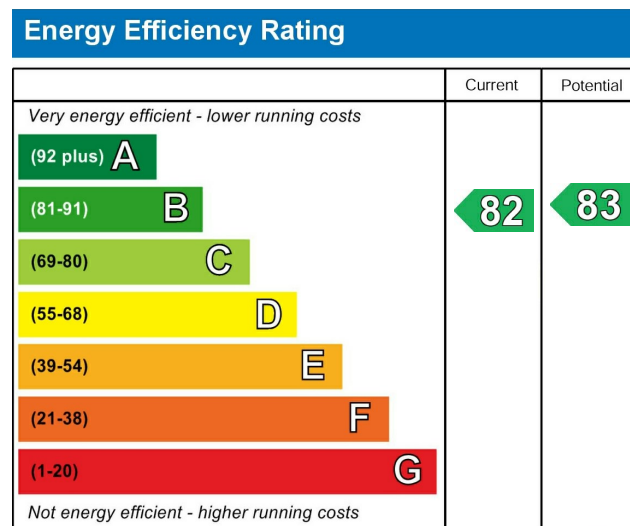 Energy Efficiency Rating
Current Potential
Very energy efficient - lower running costs
(92 plus) A
(81-91) B 82 83
(69-80) C
(55-68) D
(39-54) E
(21-38) F
(1-20) G
Not energy efficient - higher running costs